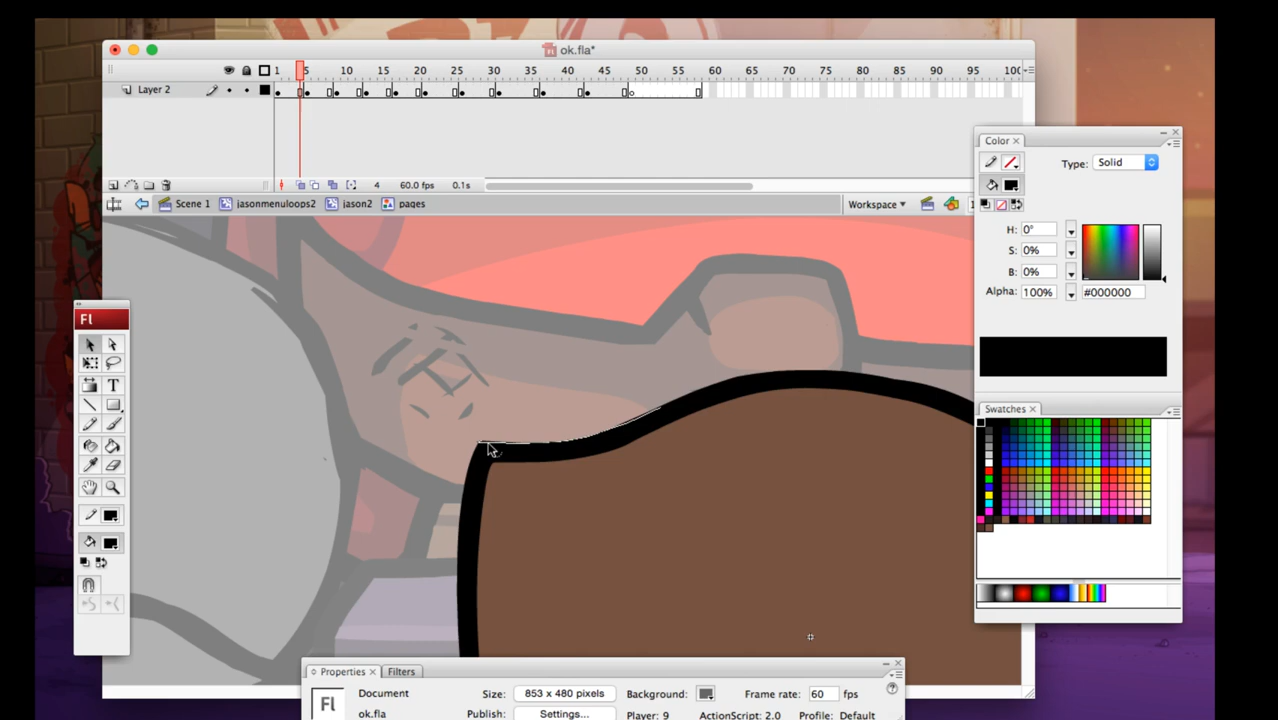 ok.fla*
1 5 10 15 20 25 30 35 40 45 50 55 60 65 70 75 80 85 90 95 100
Layer 2
4 60.0 fps 0.1s
Scene 1 jasonmenuloops2 jason2 pages Workspace
Color
Type: Solid
H: 0°
S: 0%
B: 0%
Alpha: 100% #000000
Fl
T
Swatches
Properties Filters
Fl
Document Size: 853 x 480 pixels Background: Frame rate: 60 fps
ok.fla Publish: Settings... Player: 9 ActionScript: 2.0 Profile: Default